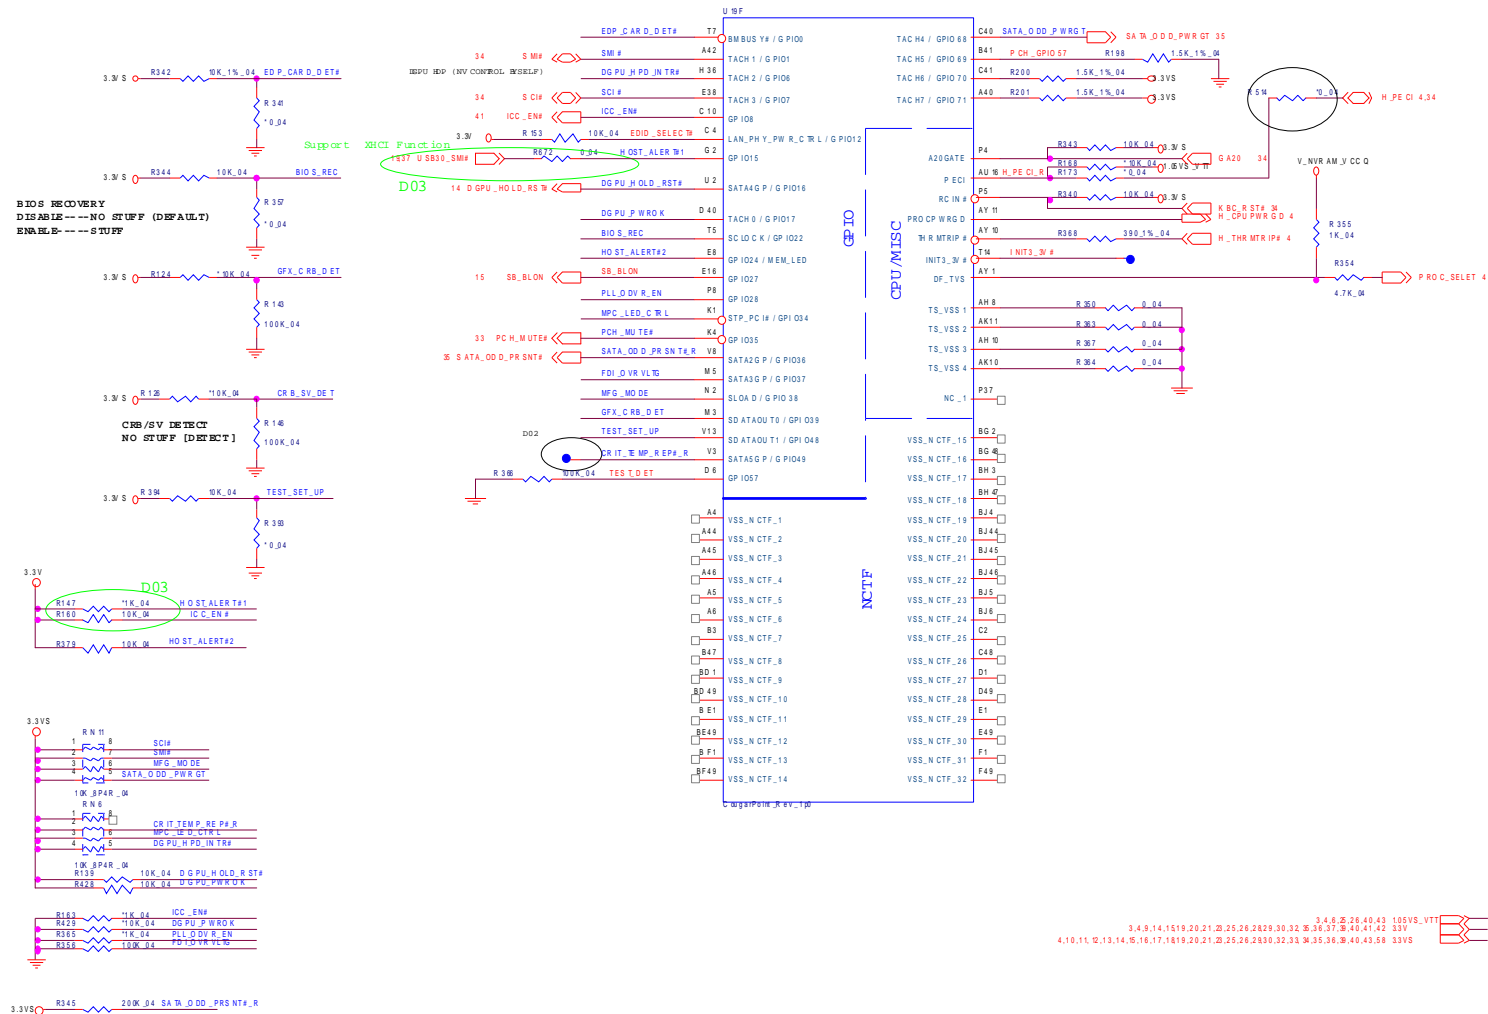 U19F
EDP_CARD_DET# T7 BMBUSY# / GPIO0
34 SMI# SMI# A42 TACH1 / GPIO1
DGPU HDP (NV CONTROL BYSELF) DGPU_HPD_INTR# H36 TACH2 / GPIO6
34 SCI# SCI# E38 TACH3 / GPIO7
41 ICC_EN# ICC_EN# C10 GPIO8
3.3V R153 10K_04 EDID_SELECT# C4 LAN_PHY_PWR_CTRL / GPIO12
Support XHCI Function
USB30_SMI# R672 0_04 HOST_ALERT#1 G2 GPIO15
D03
14 DGPU_HOLD_RST# DGPU_HOLD_RST# U2 SATA4GP / GPIO16
DGPU_PWROK D40 TACH0 / GPIO17
BIOS_REC T5 SCLOCK / GPIO22
HOST_ALERT#2 E8 GPIO24 / MEM_LED
15 SB_BLON SB_BLON E16 GPIO27
PLL_ODVR_EN P8 GPIO28
MPC_LED_CTRL K1 STP_PCI# / GPIO34
33 PCH_MUTE# PCH_MUTE# K4 GPIO35
35 SATA_ODD_PRSNT# SATA_ODD_PRSNT#_R V8 SATA2GP / GPIO36
FDI_OVRVLTG M5 SATA3GP / GPIO37
MFG_MODE N2 SLOAD / GPIO38
GFX_CRB_DET M3 SDATAOUT0 / GPIO39
TEST_SET_UP V13 SDATAOUT1 / GPIO48
D02
CRIT_TEMP_REP#_R V3 SATA5GP / GPIO49
R366 100K_04 TEST_DET D6 GPIO57
A4 VSS_NCTF_1
A44 VSS_NCTF_2
A45 VSS_NCTF_3
A46 VSS_NCTF_4
A5 VSS_NCTF_5
A6 VSS_NCTF_6
B3 VSS_NCTF_7
B47 VSS_NCTF_8
BD1 VSS_NCTF_9
BD49 VSS_NCTF_10
BE1 VSS_NCTF_11
BE49 VSS_NCTF_12
BF1 VSS_NCTF_13
BF49 VSS_NCTF_14
CougarPoint_Rev_1p0
GPIO
CPU/MISC
NCTF
TACH4 / GPIO68 C40 SATA_ODD_PWRGT SATA_ODD_PWRGT 35
TACH5 / GPIO69 B41 PCH_GPIO57 R198 1.5K_1%_04
TACH6 / GPIO70 C41 R200 1.5K_1%_04 3.3VS
TACH7 / GPIO71 A40 R201 1.5K_1%_04 3.3VS
R514 *0_04 H_PECI 4,34
A20GATE P4 R343 10K_04 3.3VS
GA20 34
R168 *10K_04 1.05VS_VTT
PECI AU16 H_PECI_R R173 *0_04
RCIN# P5 R340 10K_04 3.3VS
KBC_RST# 34
PROCPWRGD AY11 H_CPUPWRGD 4
THRMTRIP# AY10 R368 390_1%_04 H_THRMTRIP# 4
INIT3_3V# T14 INIT3_3V#
DF_TVS AY1
V_NVRAM_VCCQ
R355
1K_04
R354
4.7K_04
PROC_SELET 4
TS_VSS1 AH8 R350 0_04
TS_VSS2 AK11 R363 0_04
TS_VSS3 AH10 R367 0_04
TS_VSS4 AK10 R364 0_04
NC_1 P37
VSS_NCTF_15 BG2
VSS_NCTF_16 BG48
VSS_NCTF_17 BH3
VSS_NCTF_18 BH47
VSS_NCTF_19 BJ4
VSS_NCTF_20 BJ44
VSS_NCTF_21 BJ45
VSS_NCTF_22 BJ46
VSS_NCTF_23 BJ5
VSS_NCTF_24 BJ6
VSS_NCTF_25 C2
VSS_NCTF_26 C48
VSS_NCTF_27 D1
VSS_NCTF_28 D49
VSS_NCTF_29 E1
VSS_NCTF_30 E49
VSS_NCTF_31 F1
VSS_NCTF_32 F49
3.3VS R342 10K_1%_04 EDP_CARD_DET#
R341
*0_04
3.3VS R344 10K_04 BIOS_REC
R357
*0_04
BIOS RECOVERY
DISABLE----NO STUFF (DEFAULT)
ENABLE-----STUFF
3.3VS R124 *10K_04 GFX_CRB_DET
R143
100K_04
3.3VS R126 *10K_04 CRB_SV_DET
R146
100K_04
CRB/SV DETECT
NO STUFF [DETECT]
3.3VS R394 10K_04 TEST_SET_UP
R393
*0_04
3.3V
D03
R147 *1K_04 HOST_ALERT#1
R160 10K_04 ICC_EN#
R379 10K_04 HOST_ALERT#2
3.3VS
RN11
1 8 SCI#
2 7 SMI#
3 6 MFG_MODE
4 5 SATA_ODD_PWRGT
10K_8P4R_04
RN6
1 8
2 CRIT_TEMP_REP#_R
3 6 MPC_LED_CTRL
4 5 DGPU_HPD_INTR#
10K_8P4R_04
R139 10K_04 DGPU_HOLD_RST#
R428 10K_04 DGPU_PWROK
R163 *1K_04 ICC_EN#
R429 *10K_04 DGPU_PWROK
R365 *1K_04 PLL_ODVR_EN
R356 100K_04 FDI_OVRVLTG
3.3VS R345 200K_04 SATA_ODD_PRSNT#_R
3,4,6,25,26,40,43 1.05VS_VTT
3,4,9,14,15,19,20,21,23,25,26,28,29,30,32,35,36,37,39,40,41,42 3.3V
4,10,11,12,13,14,15,16,17,18,19,20,21,23,25,26,29,30,32,33,34,35,36,39,40,43,58 3.3VS